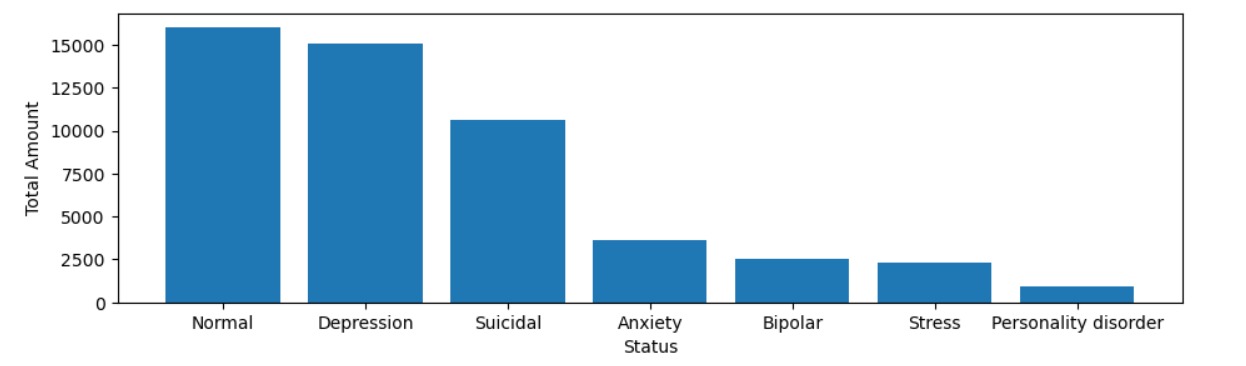 Total Amount
15000
12500
10000
7500
5000
2500
0
Normal Depression Suicidal Anxiety Bipolar Stress Personality disorder
Status